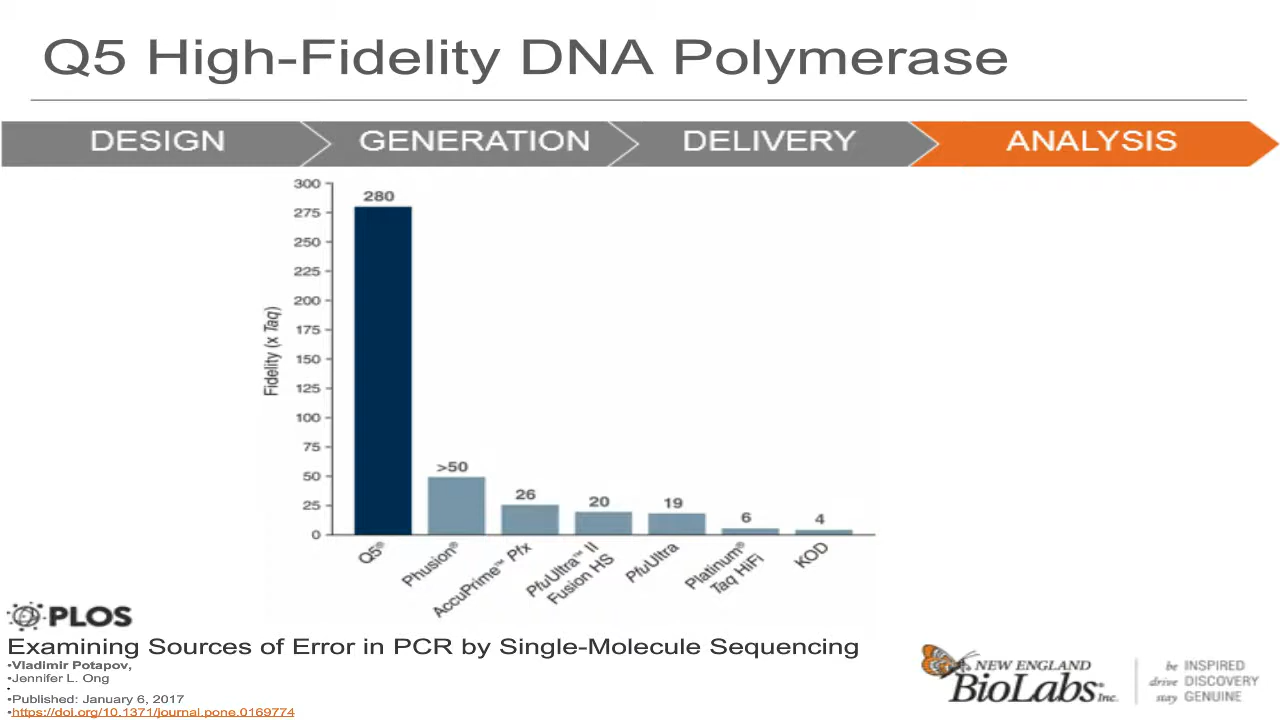 Q5 High-Fidelity DNA Polymerase
DESIGN
GENERATION
DELIVERY
ANALYSIS
300
275
250
225
200
175
150
125
100
75
50
25
0
Fidelity (x Taq)
280
>50
26
20
19
6
4
Q5®
Phusion®
AccuPrime™ Pfx
PfuUltra™ II
Fusion HS
PfuUltra
Platinum®
Taq HiFi
KOD
PLOS
Examining Sources of Error in PCR by Single-Molecule Sequencing
•Vladimir Potapov,
•Jennifer L. Ong
•
•Published: January 6, 2017
•https://doi.org/10.1371/journal.pone.0169774
NEW ENGLAND
BioLabs® Inc.
be INSPIRED
drive DISCOVERY
stay GENUINE